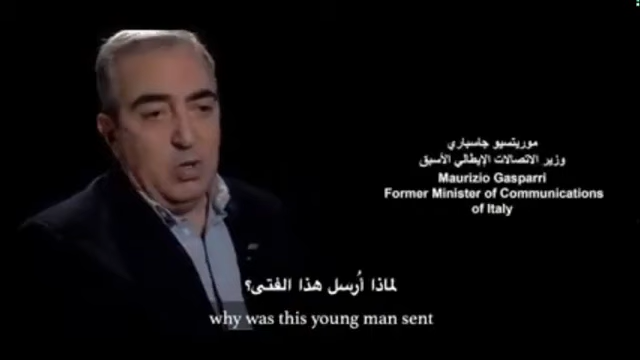 موريتسيو جاسباري
وزير الاتصالات الإيطالي الأسبق
Maurizio Gasparri
Former Minister of Communications
of Italy
لماذا أُرسل هذا الفتى؟
why was this young man sent